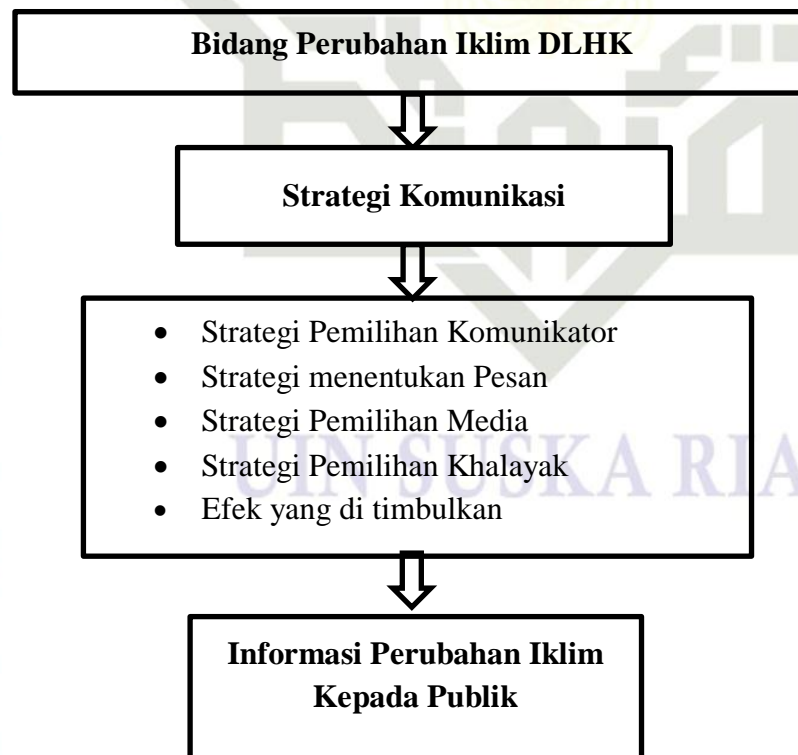 Bidang Perubahan Iklim DLHK
Strategi Komunikasi
• Strategi Pemilihan Komunikator
• Strategi menentukan Pesan
• Strategi Pemilihan Media
• Strategi Pemilihan Khalayak
• Efek yang di timbulkan
UIN SUSKA RIA
Informasi Perubahan Iklim
Kepada Publik